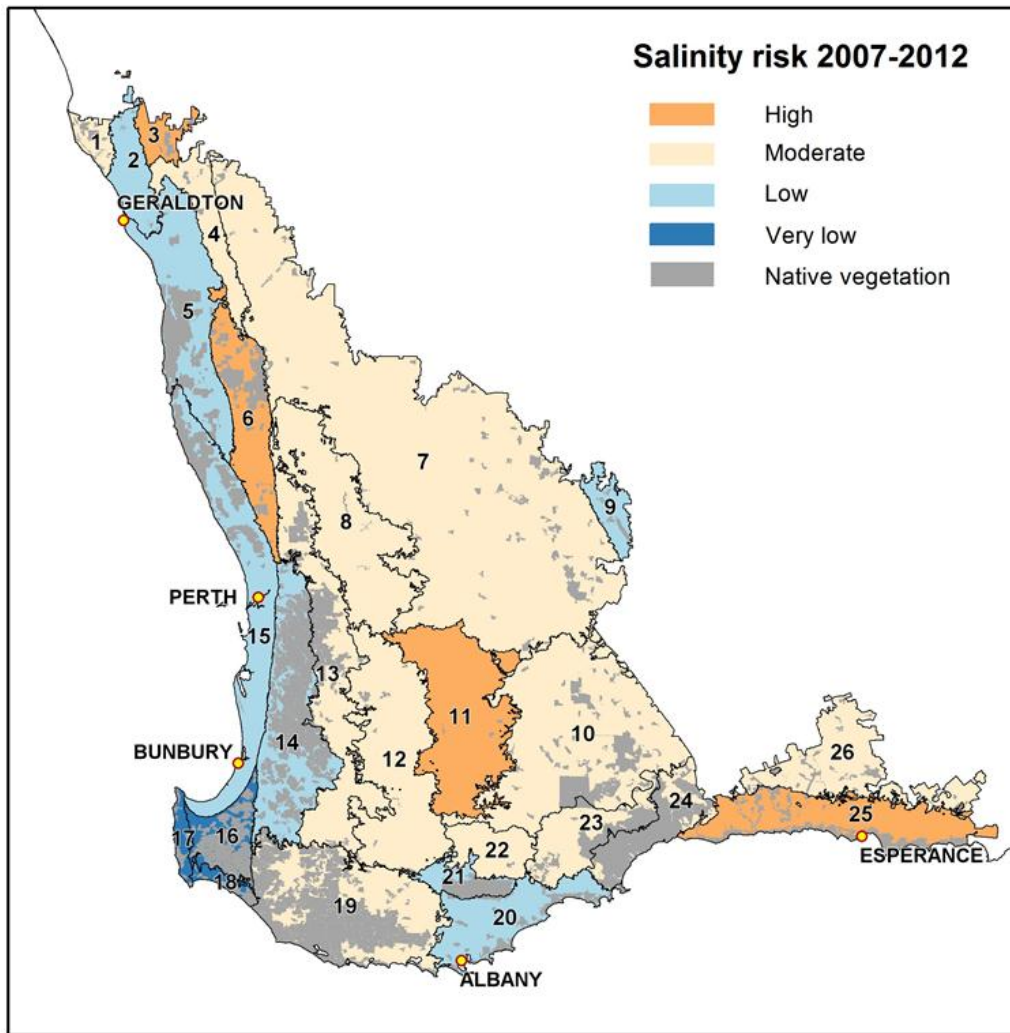 Salinity risk 2007-2012
High
Moderate
Low
Very low
Native vegetation
1
2
3
GERALDTON
4
5
6
7
8
9
PERTH
15
13
11
10
14
12
BUNBURY
26
24
23
25
17
16
22
ESPERANCE
21
18
19
20
ALBANY